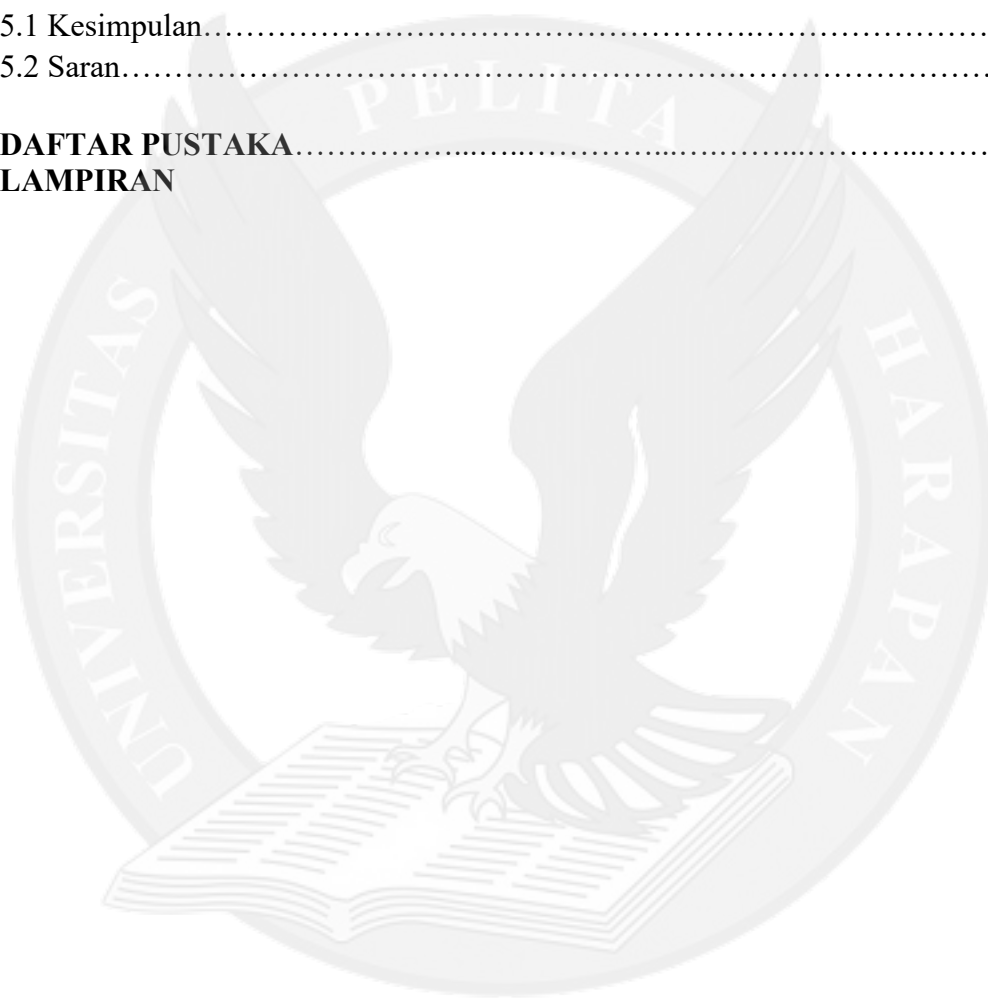 5.1 Kesimpulan………………………………………………………….…………………………
5.2 Saran………………………………………………………….…………………………
DAFTAR PUSTAKA……………...…..……………..…..……..………...……
LAMPIRAN
UNIVERSITAS PELITA HARAPAN